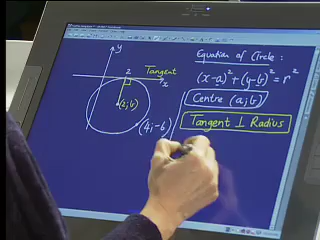 y
2
Tangent
x
(a, b)
(4, -6)
Equation of Circle :
(x-a)² + (y-b)² = r²
Centre (a, b)
Tangent ⊥ Radius